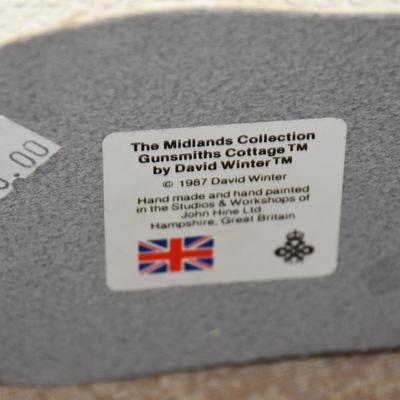 The Midlands Collection
Gunsmiths Cottage™
by David Winter™
© 1987 David Winter
Hand made and hand painted
in the Studios & Workshops of
John Hine Ltd.
Hampshire, Great Britain
.00